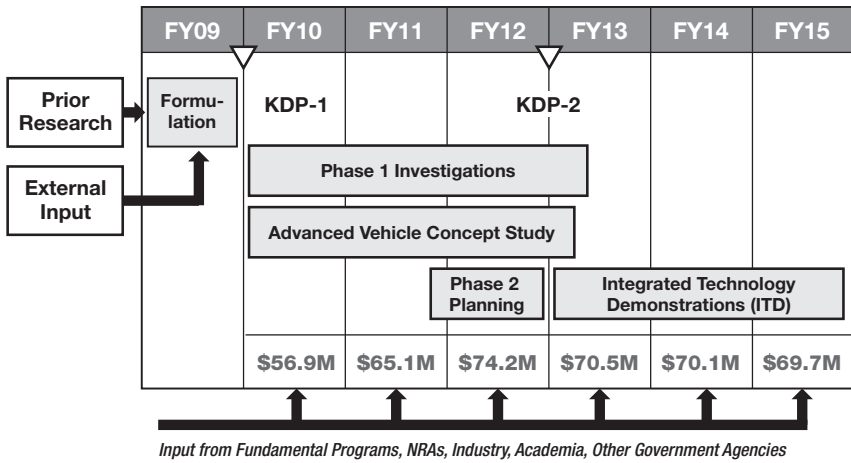 FY09 FY10 FY11 FY12 FY13 FY14 FY15
Prior
Research
Formu-
lation
KDP-1
KDP-2
External
Input
Phase 1 Investigations
Advanced Vehicle Concept Study
Phase 2
Planning
Integrated Technology
Demonstrations (ITD)
$56.9M $65.1M $74.2M $70.5M $70.1M $69.7M
Input from Fundamental Programs, NRAs, Industry, Academia, Other Government Agencies